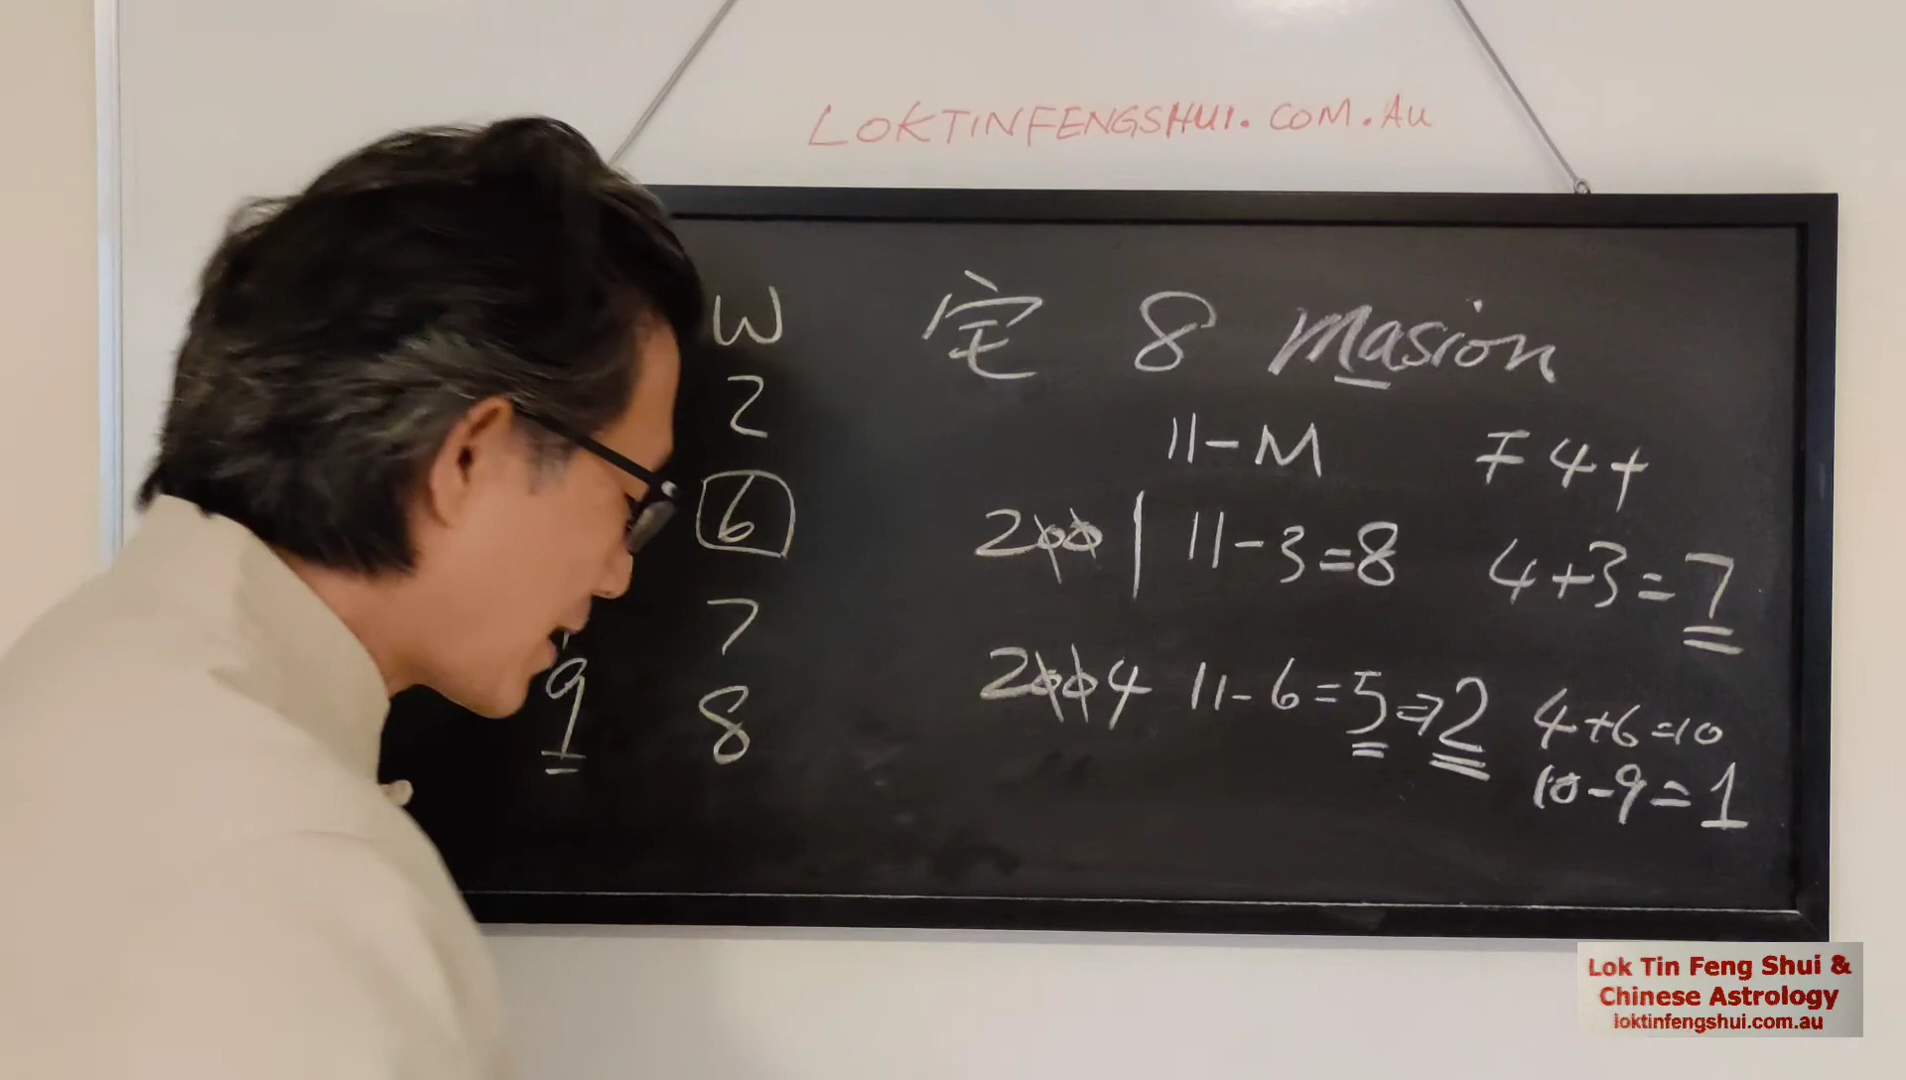 LOKTINFENGSHUI.COM.AU
W
2
6
7
9
8
宅 8 Masion
11-M F 4+
200 | 11-3=8 4+3=7
2004 11-6=5⇒2 4+6=10
10-9=1
Lok Tin Feng Shui &
Chinese Astrology
loktinfengshui.com.au